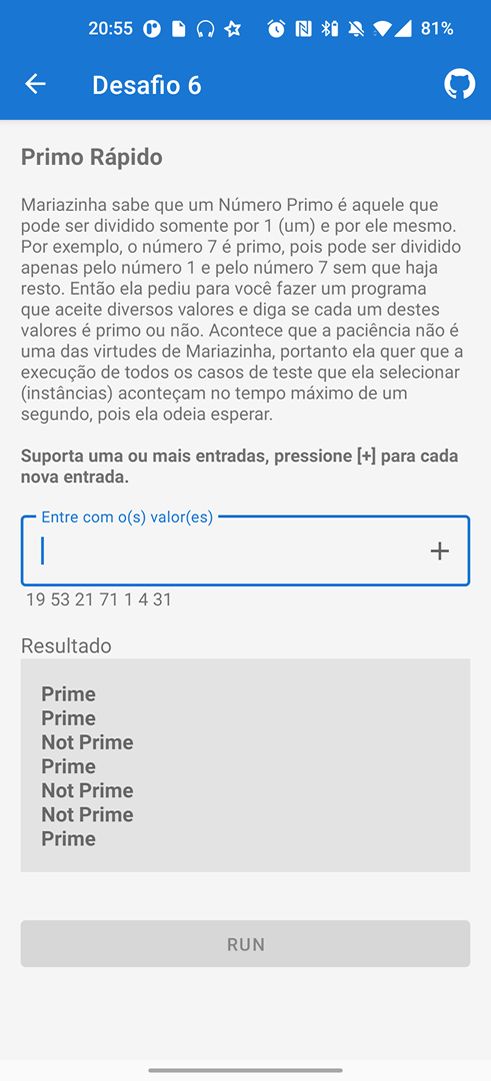 20:55 81%
Desafio 6
Primo Rápido
Mariazinha sabe que um Número Primo é aquele que
pode ser dividido somente por 1 (um) e por ele mesmo.
Por exemplo, o número 7 é primo, pois pode ser dividido
apenas pelo número 1 e pelo número 7 sem que haja
resto. Então ela pediu para você fazer um programa
que aceite diversos valores e diga se cada um destes
valores é primo ou não. Acontece que a paciência não é
uma das virtudes de Mariazinha, portanto ela quer que a
execução de todos os casos de teste que ela selecionar
(instâncias) aconteçam no tempo máximo de um
segundo, pois ela odeia esperar.
Suporta uma ou mais entradas, pressione [+] para cada
nova entrada.
Entre com o(s) valor(es)
+
19 53 21 71 1 4 31
Resultado
Prime
Prime
Not Prime
Prime
Not Prime
Not Prime
Prime
RUN